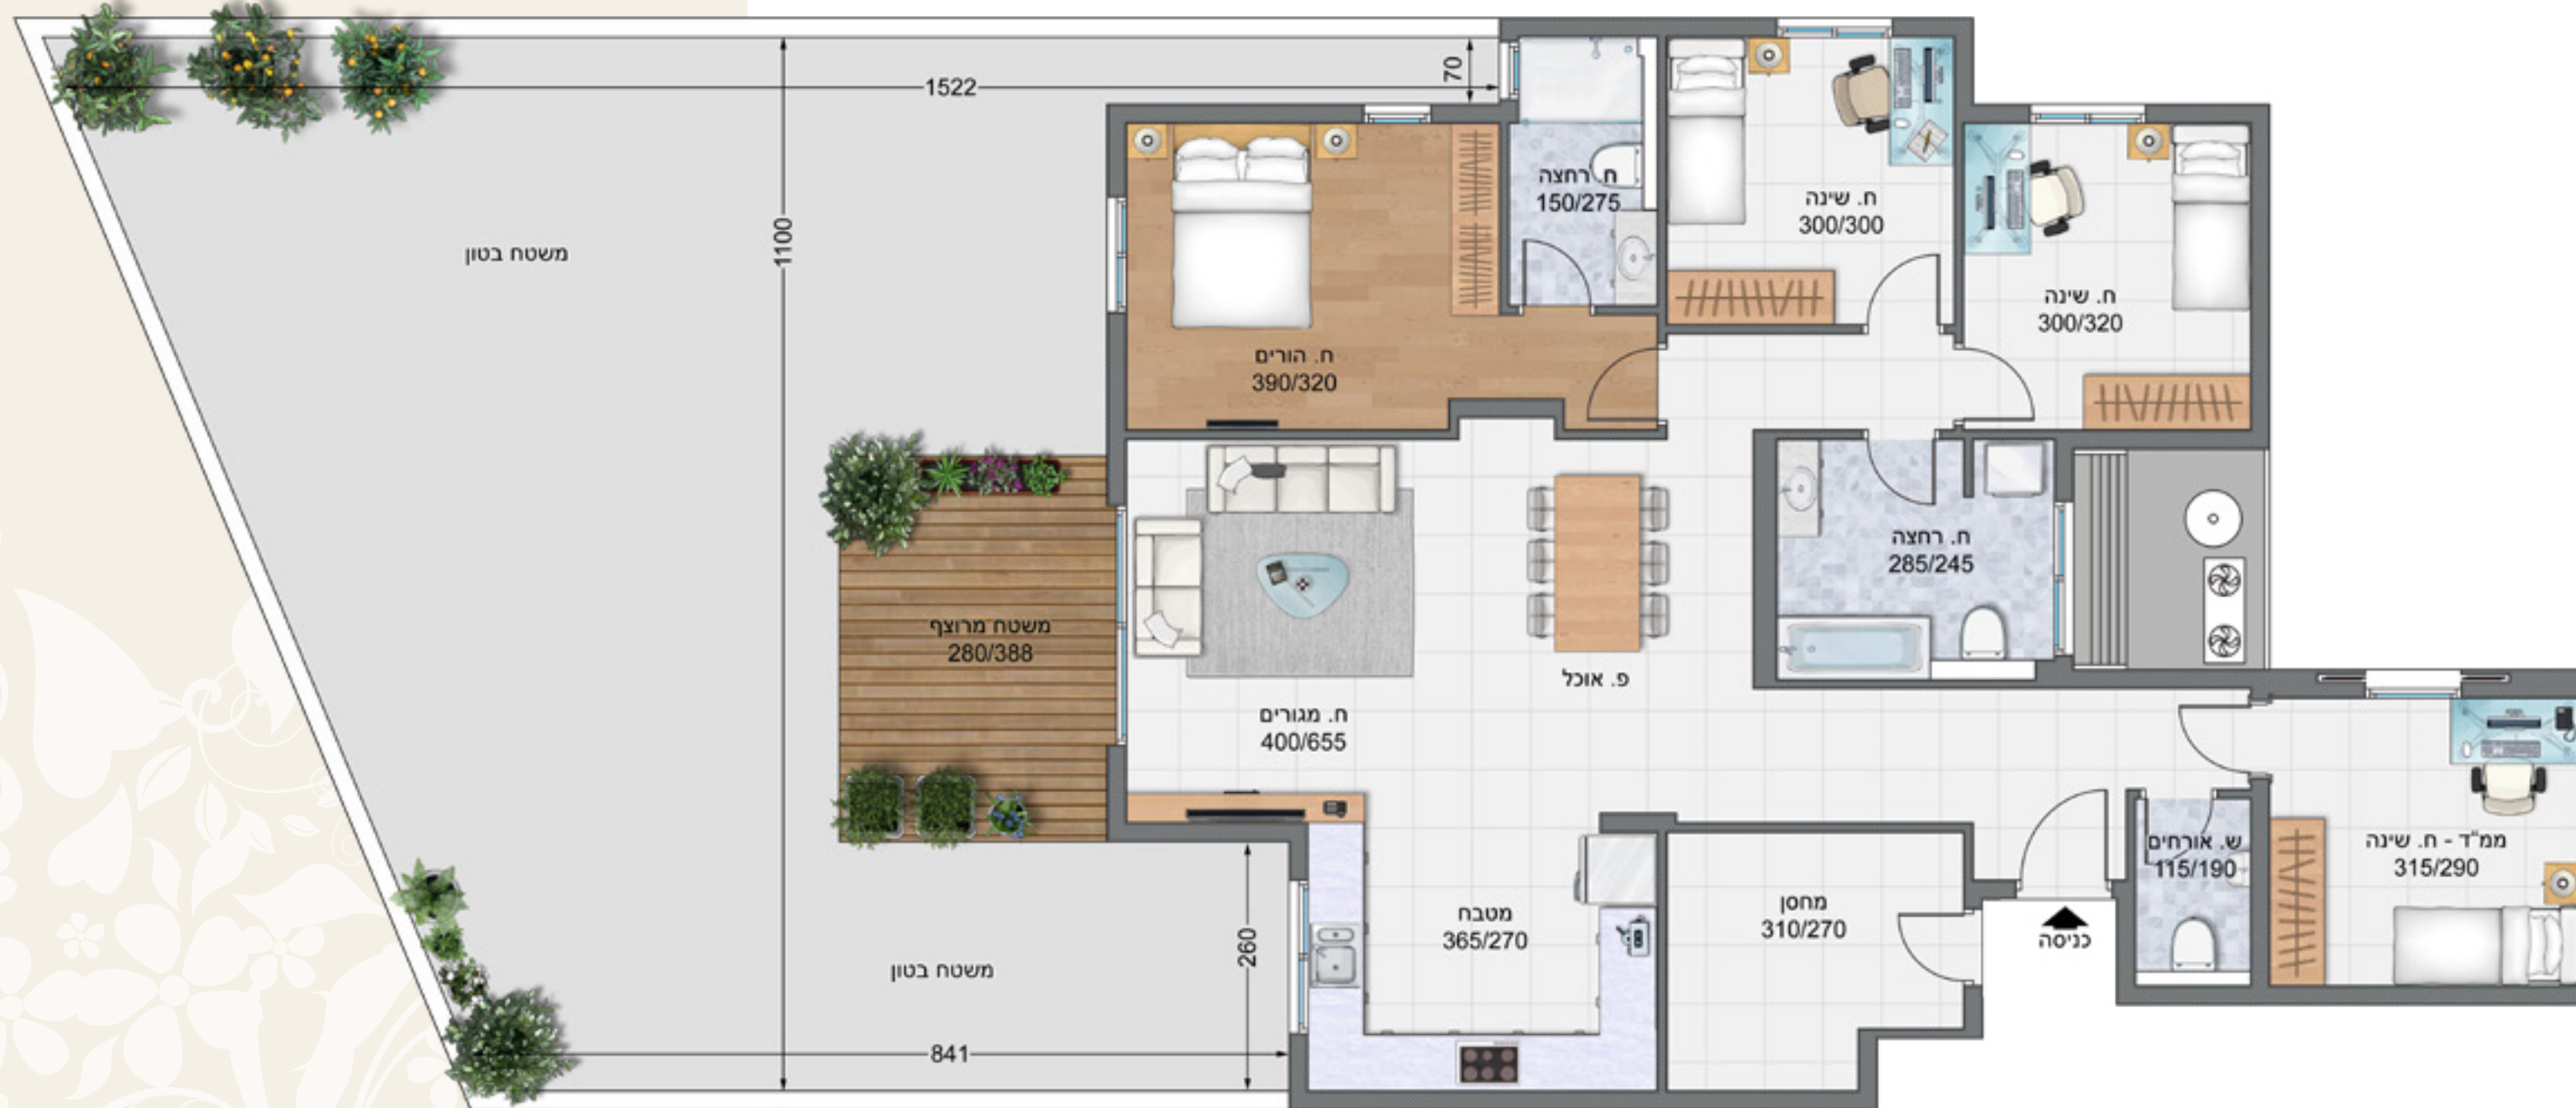 1522
70
1100
משטח בטון
ח. רחצה
150/275
ח. שינה
300/300
ח. שינה
300/320
ח. הורים
390/320
ח. רחצה
285/245
משטח מרוצף
280/388
פ. אוכל
ח. מגורים
400/655
ש. אורחים
115/190
ממ"ד - ח. שינה
315/290
מטבח
365/270
מחסן
310/270
כניסה
משטח בטון
260
841